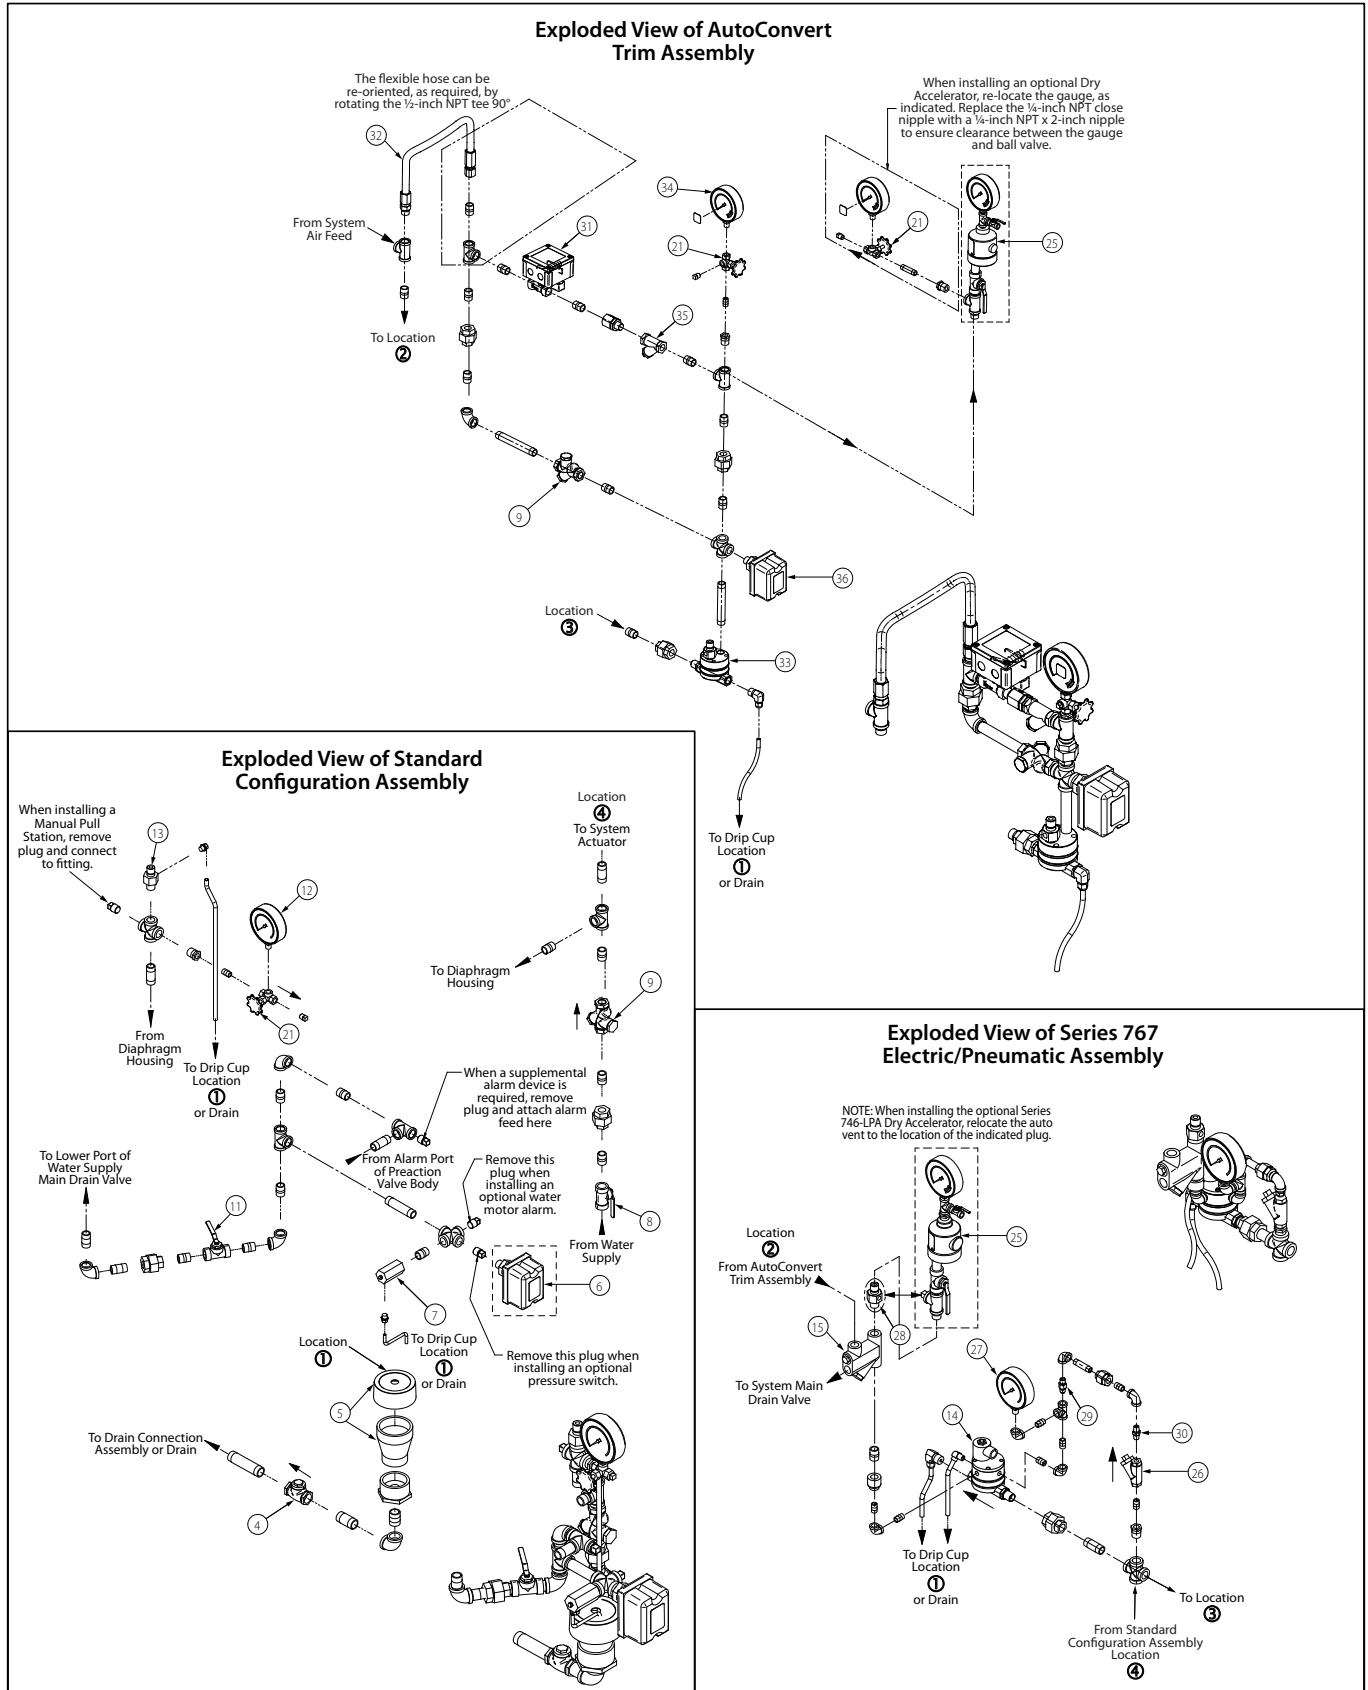 Exploded View of AutoConvert
Trim Assembly
The flexible hose can be
re-oriented, as required, by
rotating the ½-inch NPT tee 90°
When installing an optional Dry
Accelerator, re-locate the gauge, as
indicated. Replace the ¼-inch NPT close
nipple with a ¼-inch NPT x 2-inch nipple
to ensure clearance between the gauge
and ball valve.
32
34
From System
Air Feed
31
21
21
25
35
To Location
②
9
36
Location
③
33
To Drip Cup
Location
①
or Drain
Exploded View of Standard
Configuration Assembly
When installing a
Manual Pull
Station, remove
plug and connect
to fitting.
13
12
Location
④
To System
Actuator
To Diaphragm
Housing
9
21
From
Diaphragm
Housing
To Drip Cup
Location
①
or Drain
When a supplemental
alarm device is
required, remove
plug and attach alarm
feed here
To Lower Port of
Water Supply
Main Drain Valve
From Alarm Port
of Preaction
Valve Body
Remove this
plug when
installing an
optional water
motor alarm.
11
8
From Water
Supply
6
7
Location
①
To Drip Cup
Location
①
or Drain
Remove this plug when
installing an optional
pressure switch.
5
To Drain Connection
Assembly or Drain
4
Exploded View of Series 767
Electric/Pneumatic Assembly
NOTE: When installing the optional Series
746-LPA Dry Accelerator, relocate the auto
vent to the location of the indicated plug.
25
Location
②
From AutoConvert
Trim Assembly
15
28
27
To System Main
Drain Valve
14
29
30
26
To Drip Cup
Location
①
or Drain
To Location
③
From Standard
Configuration Assembly
Location
④